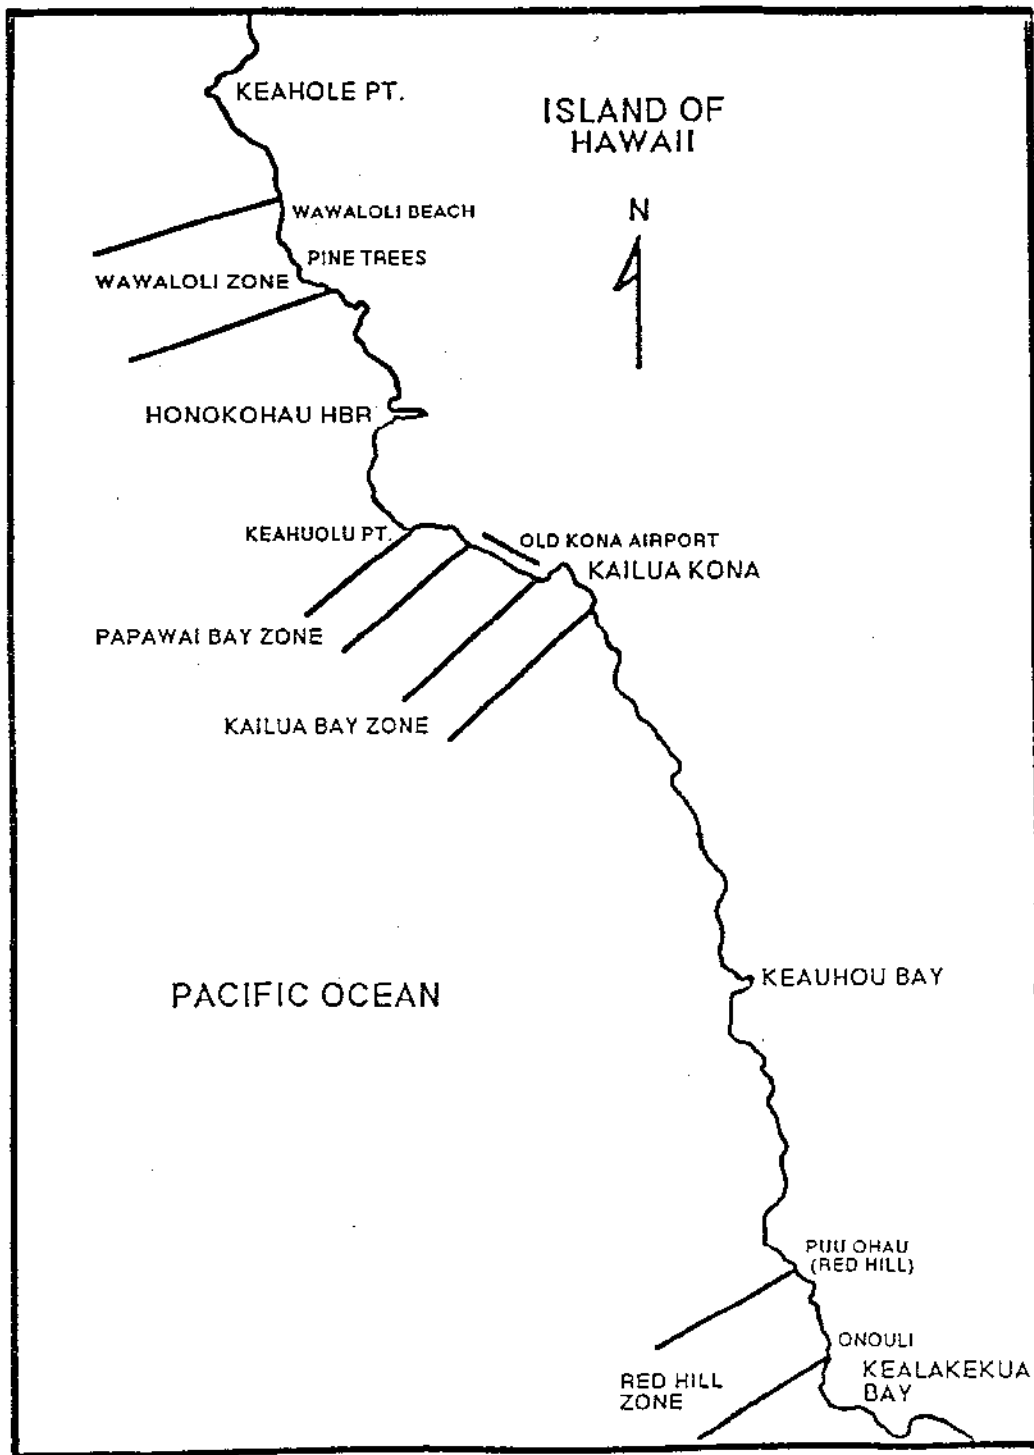 KEAHOLE PT.
ISLAND OF
HAWAII
N
WAWALOLI BEACH
PINE TREES
WAWALOLI ZONE
HONOKOHAU HBR
KEAHUOLU PT.
OLD KONA AIRPORT
KAILUA KONA
PAPAWAI BAY ZONE
KAILUA BAY ZONE
PACIFIC OCEAN
KEAUHOU BAY
PUU OHAU
(RED HILL)
ONOULI
KEALAKEKUA
BAY
RED HILL
ZONE